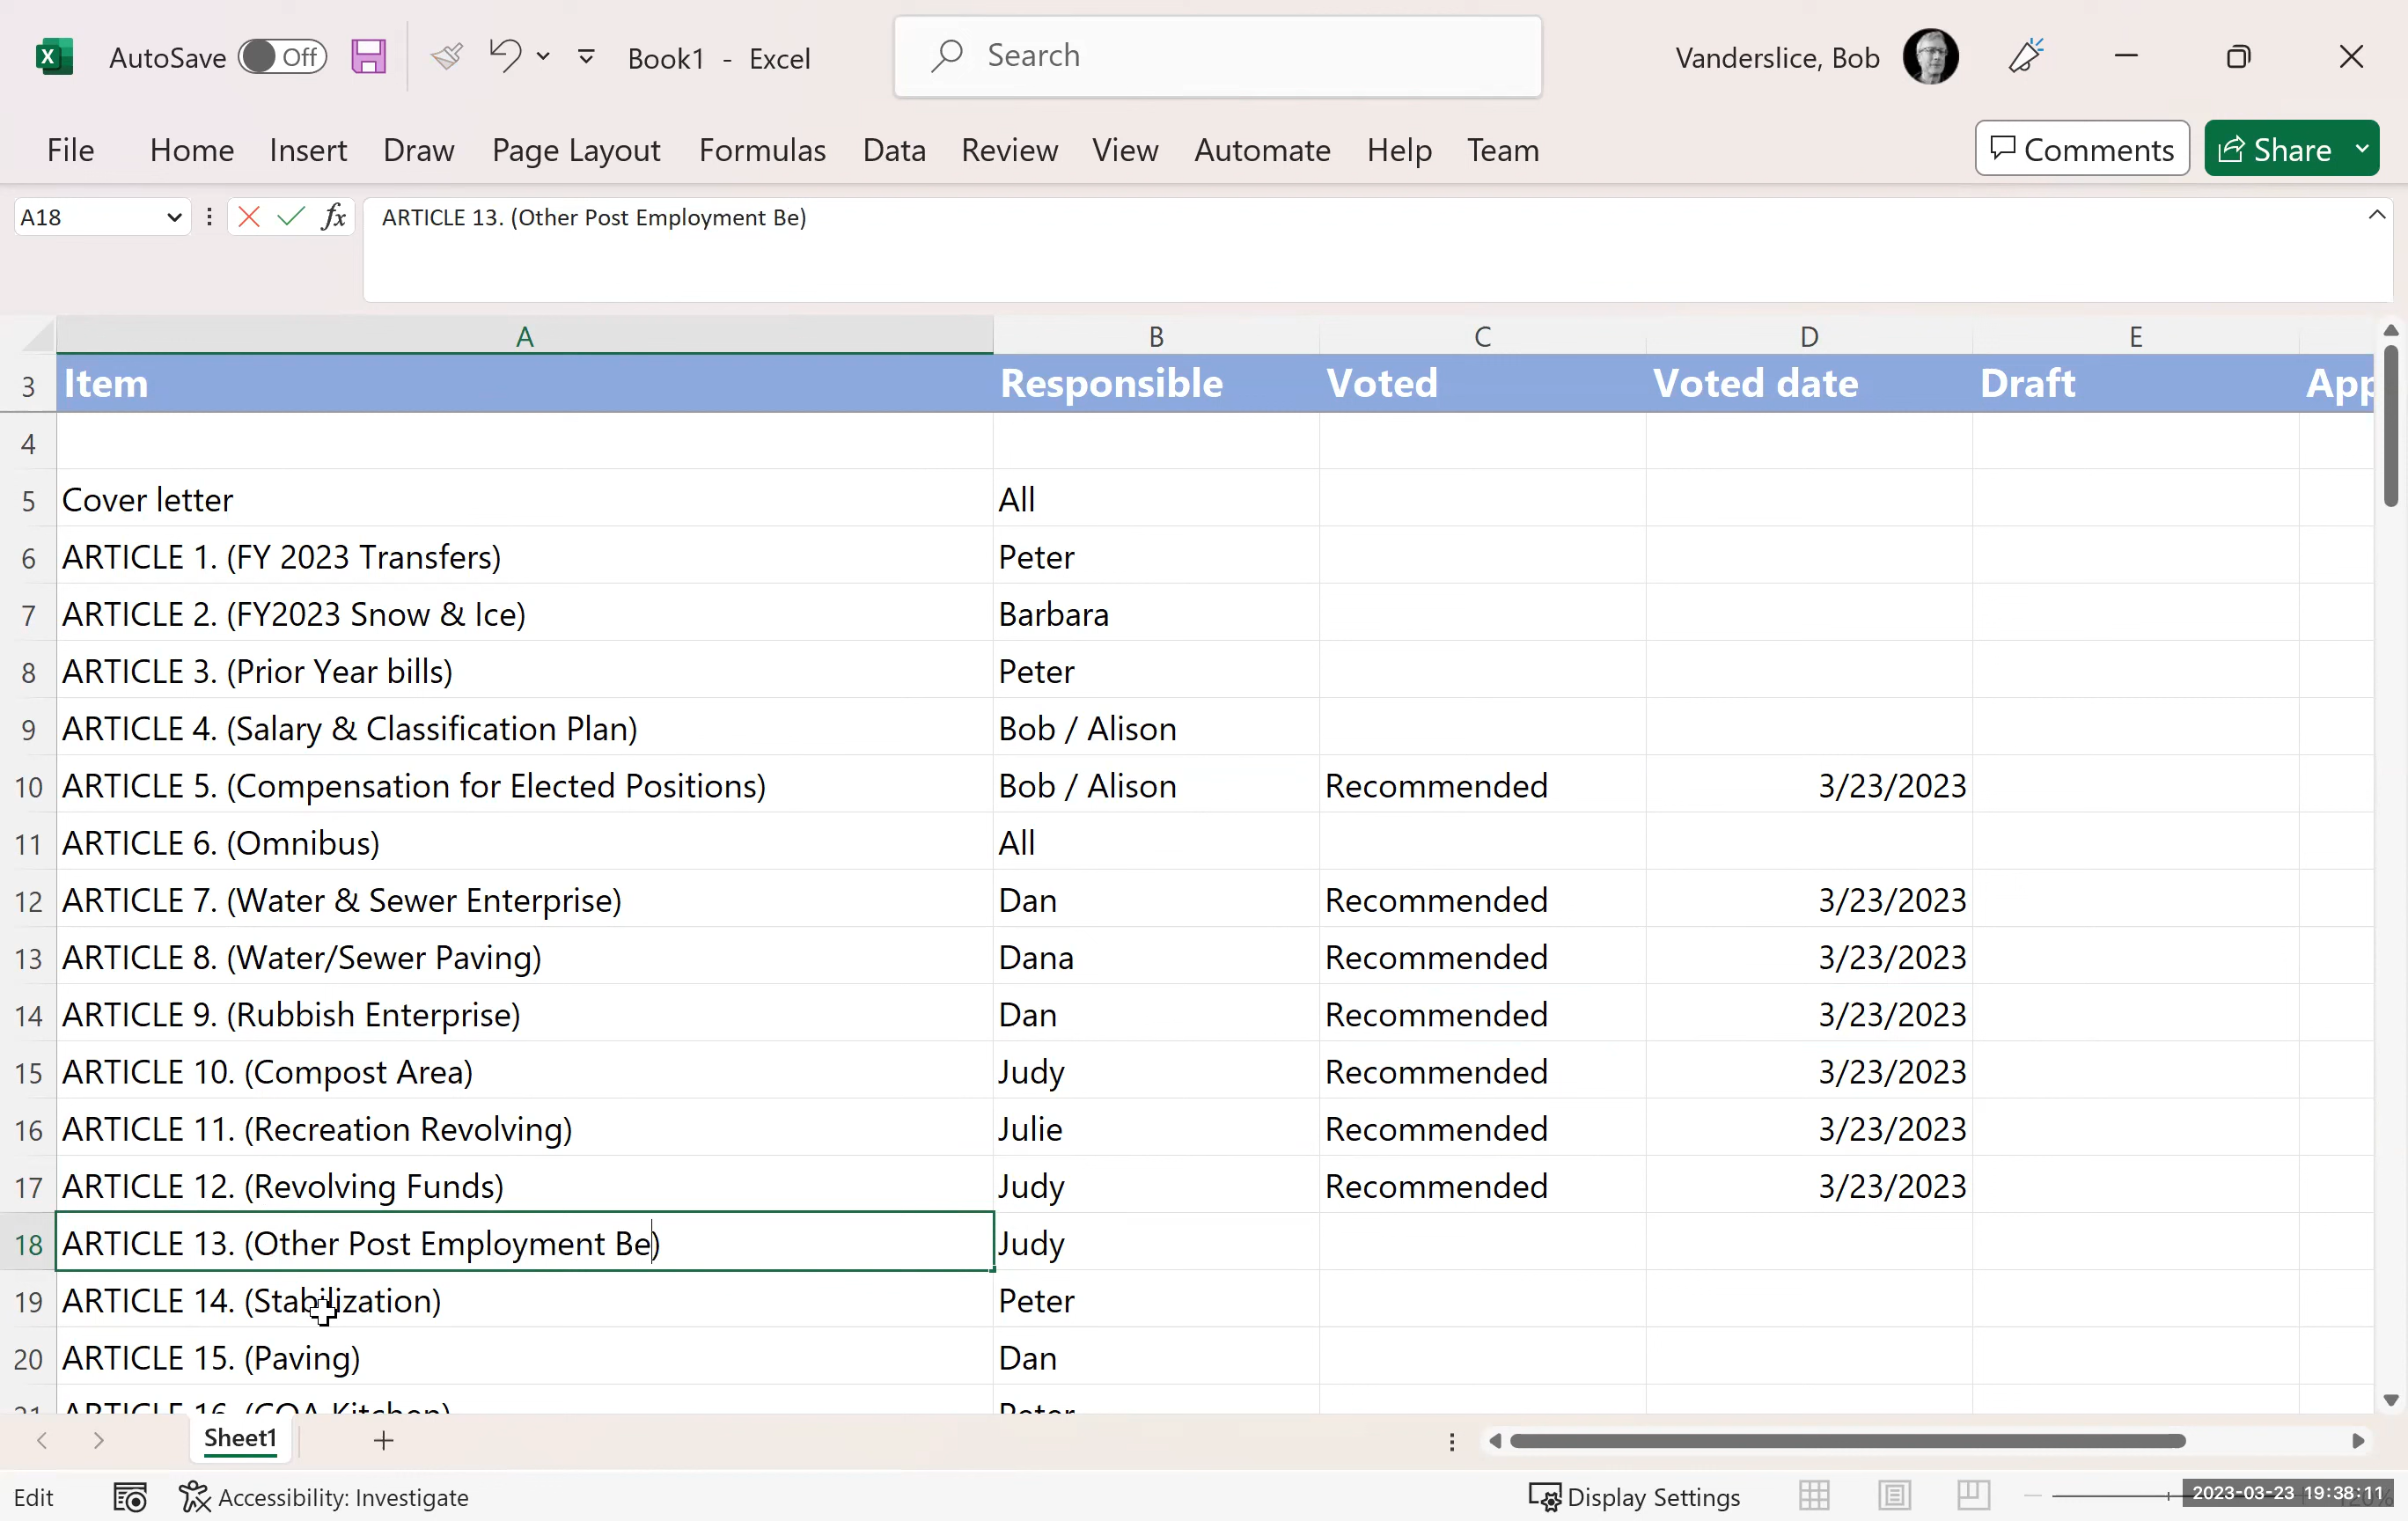 AutoSave Off Book1 - Excel Search Vanderslice, Bob
File Home Insert Draw Page Layout Formulas Data Review View Automate Help Team Comments Share
A18 fx ARTICLE 13. (Other Post Employment Be)
A B C D E
3 Item Responsible Voted Voted date Draft App
4
5 Cover letter All
6 ARTICLE 1. (FY 2023 Transfers) Peter
7 ARTICLE 2. (FY2023 Snow & Ice) Barbara
8 ARTICLE 3. (Prior Year bills) Peter
9 ARTICLE 4. (Salary & Classification Plan) Bob / Alison
10 ARTICLE 5. (Compensation for Elected Positions) Bob / Alison Recommended 3/23/2023
11 ARTICLE 6. (Omnibus) All
12 ARTICLE 7. (Water & Sewer Enterprise) Dan Recommended 3/23/2023
13 ARTICLE 8. (Water/Sewer Paving) Dana Recommended 3/23/2023
14 ARTICLE 9. (Rubbish Enterprise) Dan Recommended 3/23/2023
15 ARTICLE 10. (Compost Area) Judy Recommended 3/23/2023
16 ARTICLE 11. (Recreation Revolving) Julie Recommended 3/23/2023
17 ARTICLE 12. (Revolving Funds) Judy Recommended 3/23/2023
18 ARTICLE 13. (Other Post Employment Be) Judy
19 ARTICLE 14. (Stabilization) Peter
20 ARTICLE 15. (Paving) Dan
21 ARTICLE 16. (COA Kitchen) Peter
Sheet1
Edit Accessibility: Investigate Display Settings 2023-03-23 19:38:11